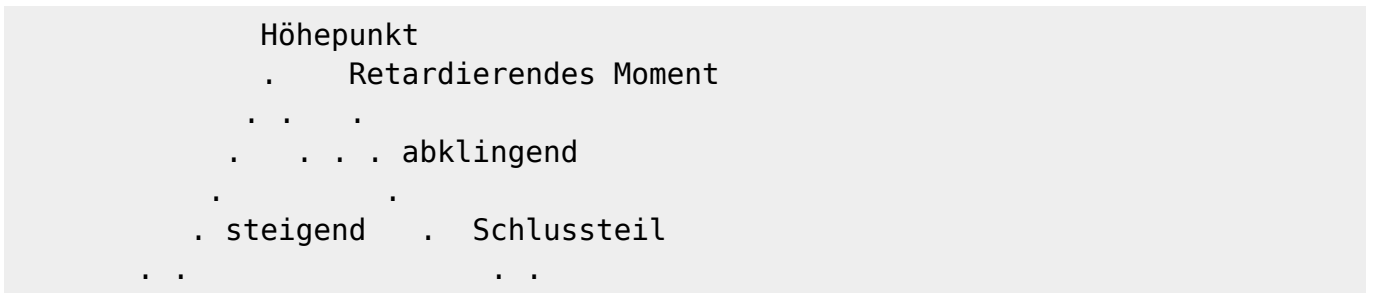 Höhepunkt
. Retardierendes Moment
. . .
. . . . abklingend
. .
. steigend . Schlussteil
. . . .